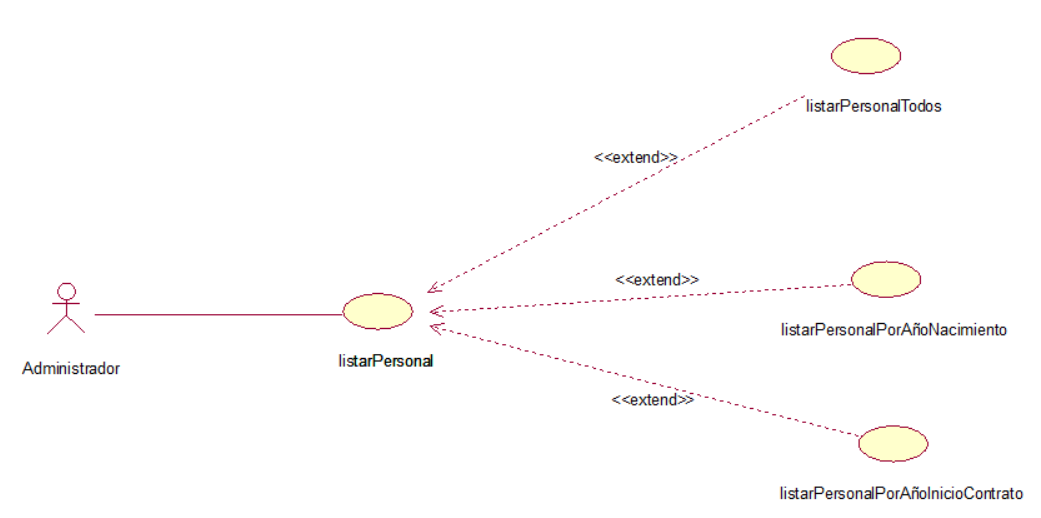 listarPersonalTodos
<<extend>>
<<extend>>
listarPersonalPorAñoNacimiento
Administrador
listarPersonal
<<extend>>
listarPersonalPorAñoInicioContrato